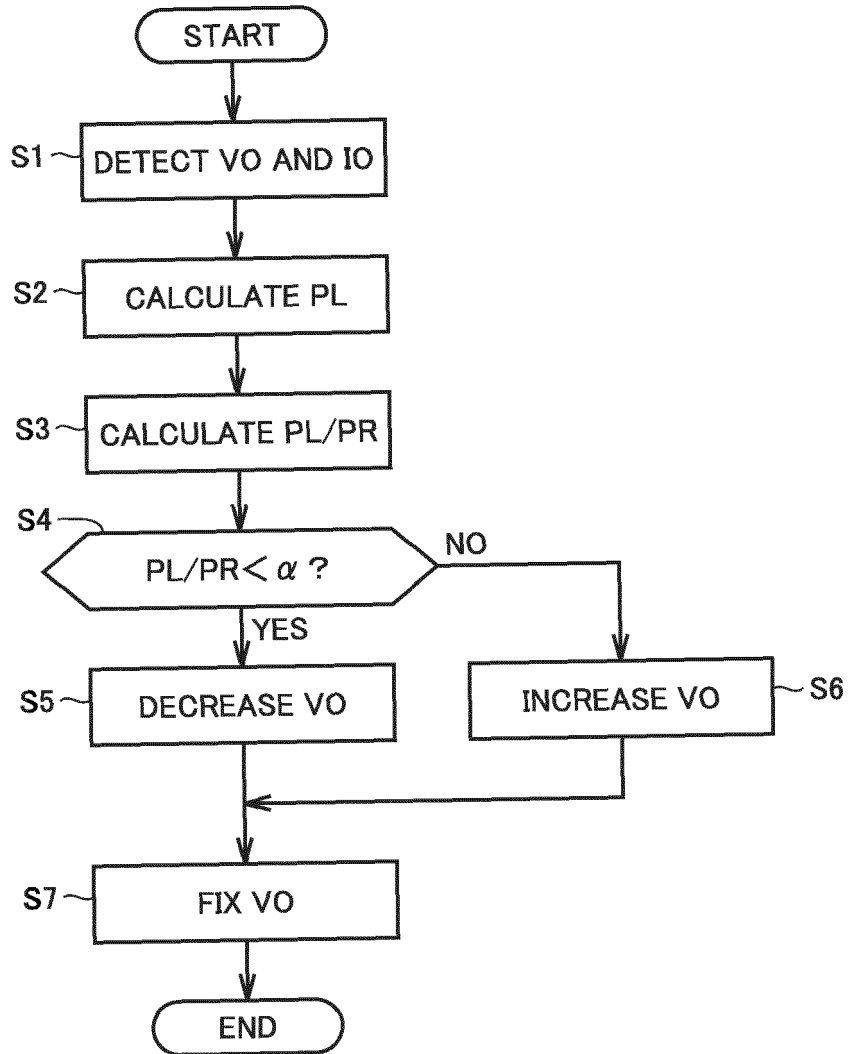 START
S1
DETECT VO AND IO
S2
CALCULATE PL
S3
CALCULATE PL/PR
S4
PL/PR< α ?
NO
YES
S5
DECREASE VO
INCREASE VO
S6
S7
FIX VO
END